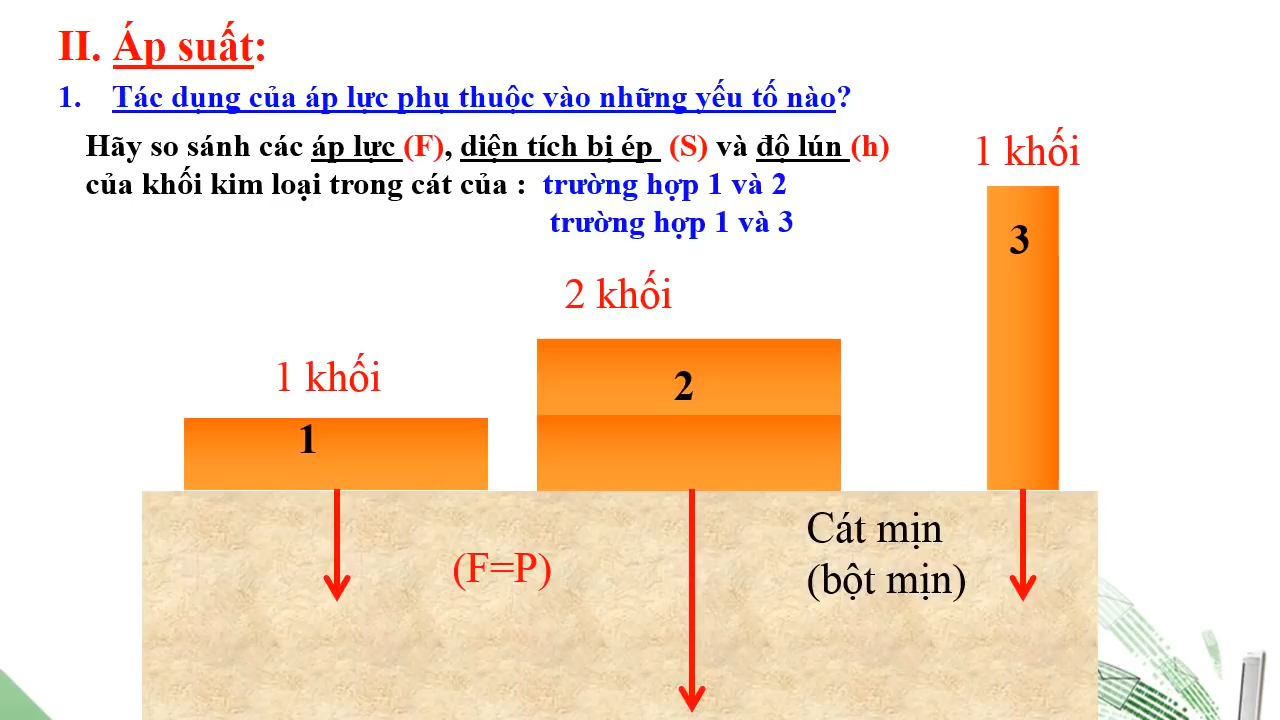 II. Áp suất:
1. Tác dụng của áp lực phụ thuộc vào những yếu tố nào?
Hãy so sánh các áp lực (F), diện tích bị ép (S) và độ lún (h)
của khối kim loại trong cát của : trường hợp 1 và 2
trường hợp 1 và 3
1 khối
3
2 khối
2
1 khối
1
Cát mịn
(bột mịn)
(F=P)